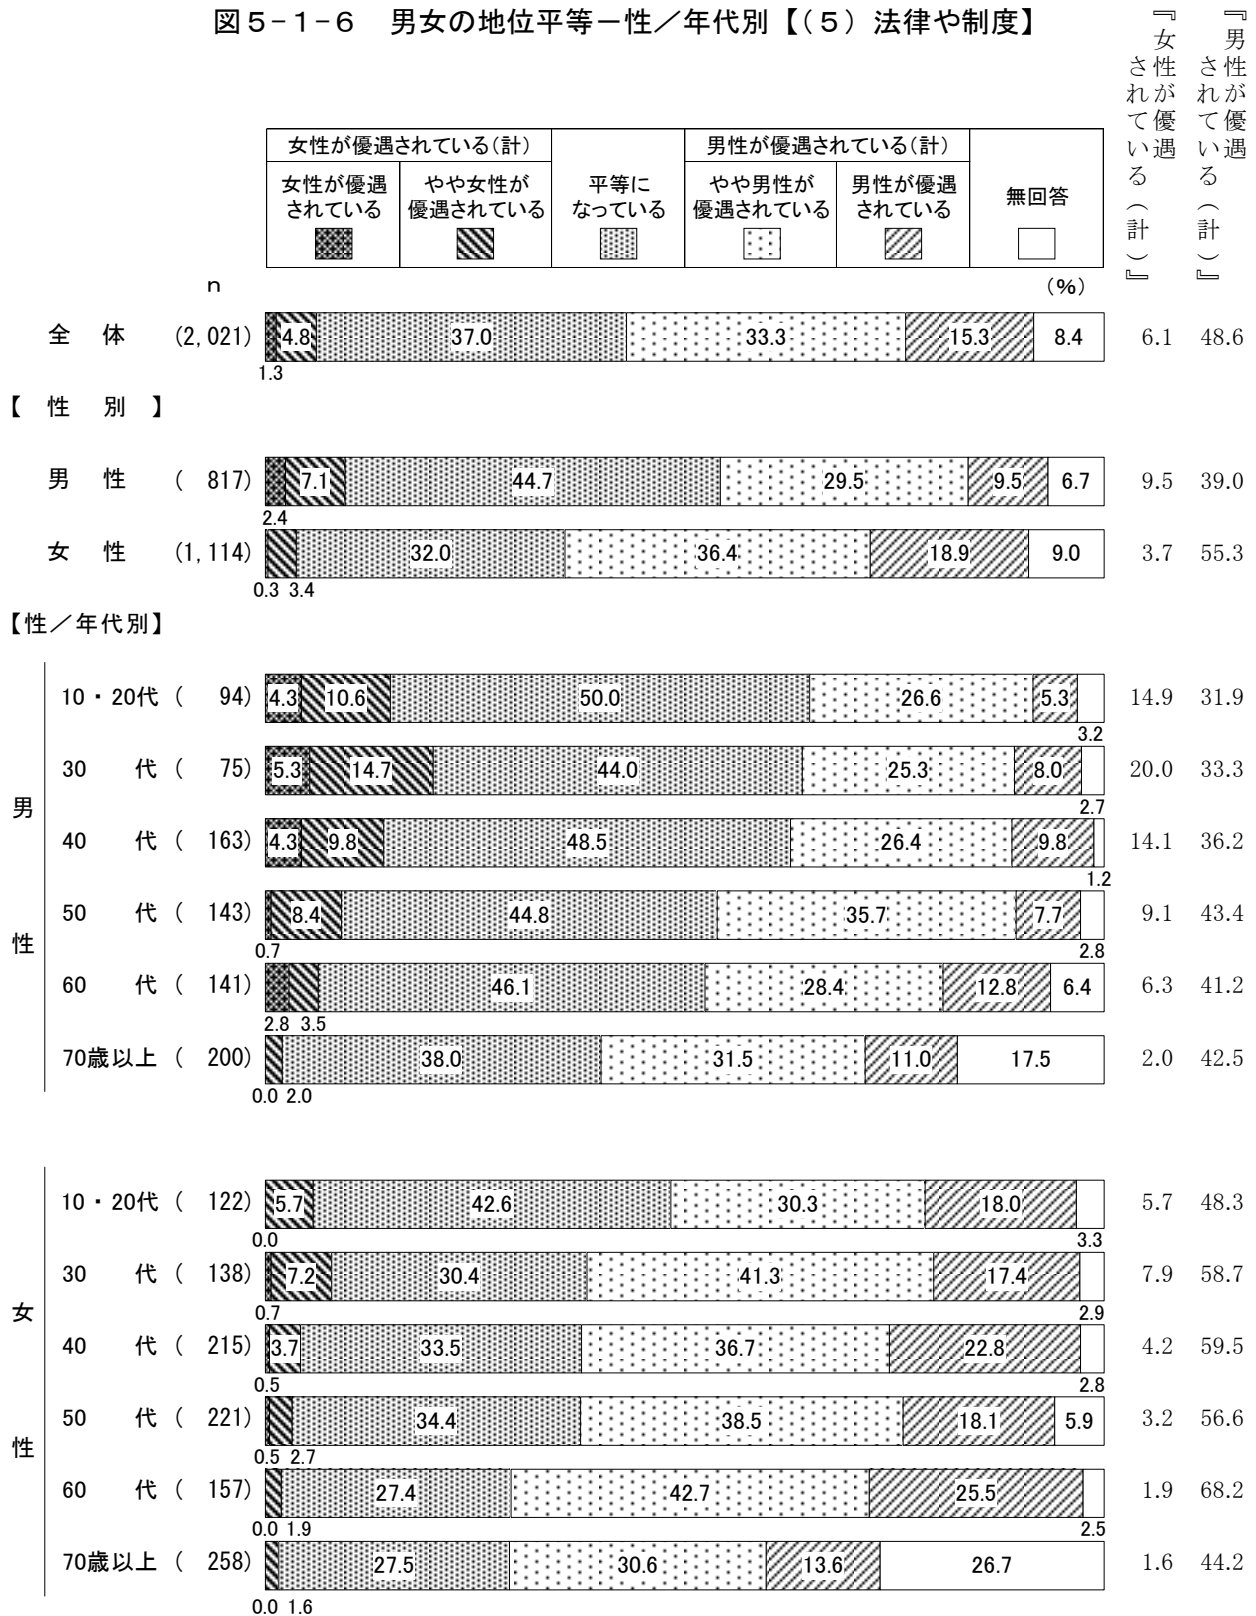 図5-1-6　男女の地位平等－性／年代別【(5) 法律や制度】
『女性が優遇されている(計)』
『男性が優遇されている(計)』
女性が優遇されている(計)　男性が優遇されている(計)
女性が優遇されている　やや女性が優遇されている　平等になっている　やや男性が優遇されている　男性が優遇されている　無回答
n　(%)
全体 (2,021) 4.8 37.0 33.3 15.3 8.4 6.1 48.6
1.3
【性別】
男性 (817) 7.1 44.7 29.5 9.5 6.7 9.5 39.0
2.4
女性 (1,114) 32.0 36.4 18.9 9.0 3.7 55.3
0.3 3.4
【性／年代別】
男性
10・20代 (94) 4.3 10.6 50.0 26.6 5.3 14.9 31.9
3.2
30代 (75) 5.3 14.7 44.0 25.3 8.0 20.0 33.3
2.7
40代 (163) 4.3 9.8 48.5 26.4 9.8 14.1 36.2
1.2
50代 (143) 8.4 44.8 35.7 7.7 9.1 43.4
0.7 2.8
60代 (141) 46.1 28.4 12.8 6.4 6.3 41.2
2.8 3.5
70歳以上 (200) 38.0 31.5 11.0 17.5 2.0 42.5
0.0 2.0
女性
10・20代 (122) 5.7 42.6 30.3 18.0 5.7 48.3
0.0 3.3
30代 (138) 7.2 30.4 41.3 17.4 7.9 58.7
0.7 2.9
40代 (215) 3.7 33.5 36.7 22.8 4.2 59.5
0.5 2.8
50代 (221) 34.4 38.5 18.1 5.9 3.2 56.6
0.5 2.7
60代 (157) 27.4 42.7 25.5 1.9 68.2
0.0 1.9 2.5
70歳以上 (258) 27.5 30.6 13.6 26.7 1.6 44.2
0.0 1.6